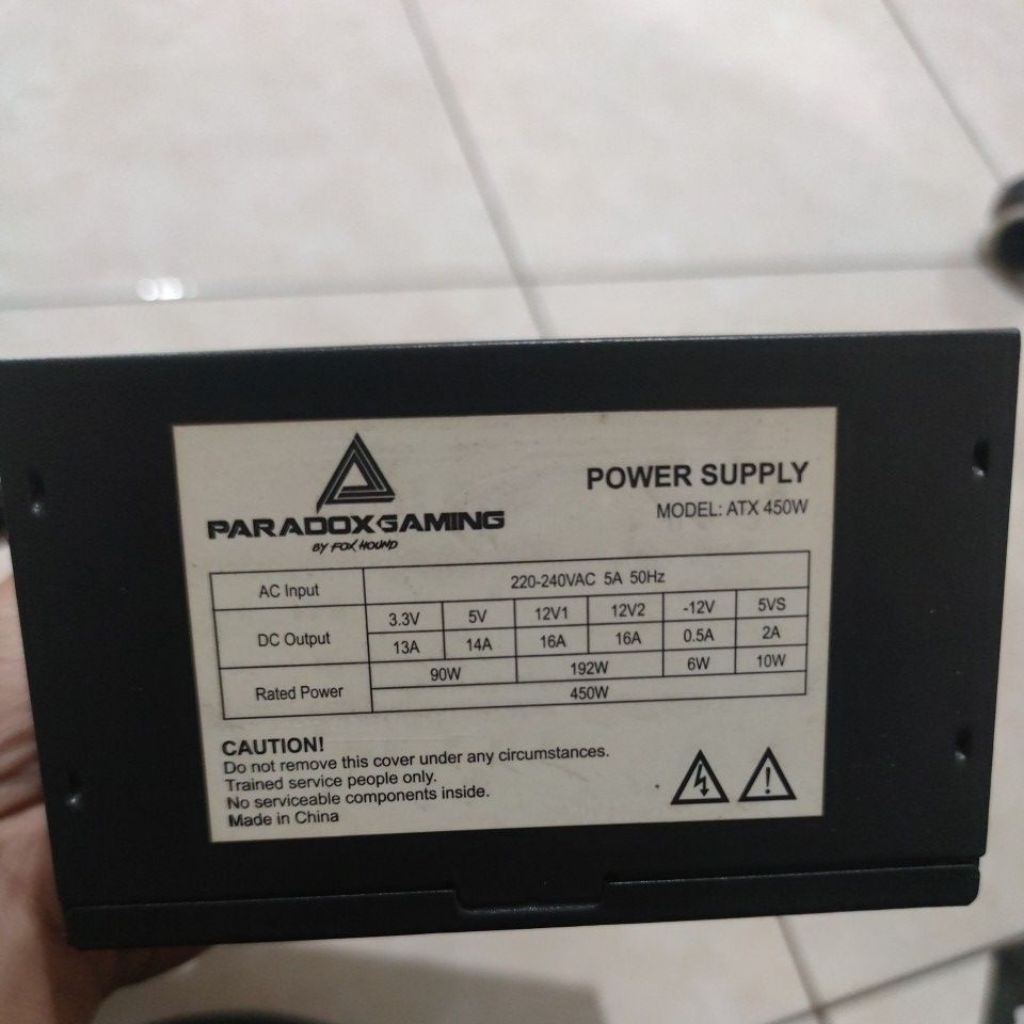 PARADOX GAMING
BY FOX HOUND
POWER SUPPLY
MODEL: ATX 450W
AC Input 220-240VAC 5A 50Hz
DC Output 3.3V 5V 12V1 12V2 -12V 5VS
13A 14A 16A 16A 0.5A 2A
Rated Power 90W 192W 6W 10W
450W
CAUTION!
Do not remove this cover under any circumstances.
Trained service people only.
No serviceable components inside.
Made in China